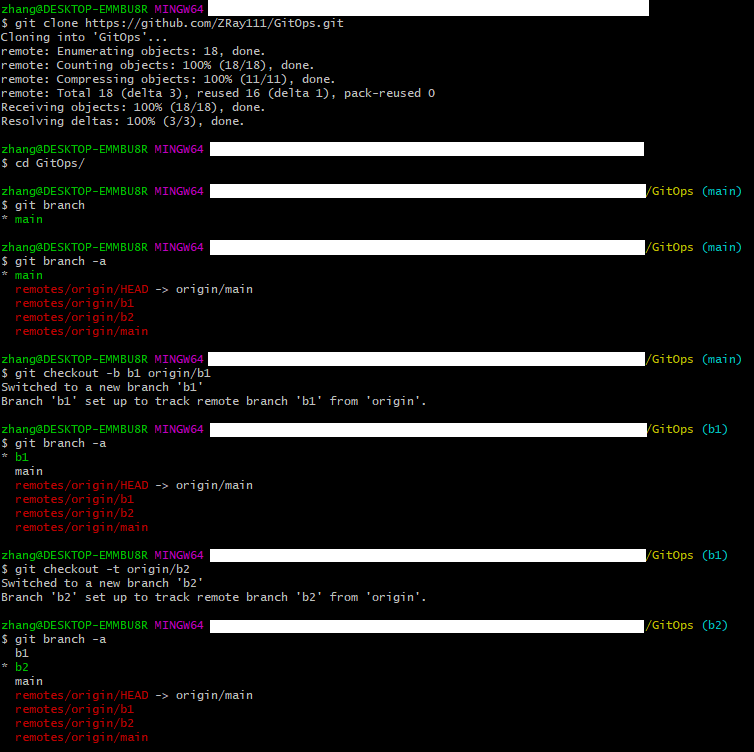 zhang@DESKTOP-EMMBU8R MINGW64
$ git clone https://github.com/ZRay111/GitOps.git
Cloning into 'GitOps'...
remote: Enumerating objects: 18, done.
remote: Counting objects: 100% (18/18), done.
remote: Compressing objects: 100% (11/11), done.
remote: Total 18 (delta 3), reused 16 (delta 1), pack-reused 0
Receiving objects: 100% (18/18), done.
Resolving deltas: 100% (3/3), done.
zhang@DESKTOP-EMMBU8R MINGW64
$ cd GitOps/
zhang@DESKTOP-EMMBU8R MINGW64 /GitOps (main)
$ git branch
* main
zhang@DESKTOP-EMMBU8R MINGW64 /GitOps (main)
$ git branch -a
* main
  remotes/origin/HEAD -> origin/main
  remotes/origin/b1
  remotes/origin/b2
  remotes/origin/main
zhang@DESKTOP-EMMBU8R MINGW64 /GitOps (main)
$ git checkout -b b1 origin/b1
Switched to a new branch 'b1'
Branch 'b1' set up to track remote branch 'b1' from 'origin'.
zhang@DESKTOP-EMMBU8R MINGW64 /GitOps (b1)
$ git branch -a
* b1
  main
  remotes/origin/HEAD -> origin/main
  remotes/origin/b1
  remotes/origin/b2
  remotes/origin/main
zhang@DESKTOP-EMMBU8R MINGW64 /GitOps (b1)
$ git checkout -t origin/b2
Switched to a new branch 'b2'
Branch 'b2' set up to track remote branch 'b2' from 'origin'.
zhang@DESKTOP-EMMBU8R MINGW64 /GitOps (b2)
$ git branch -a
  b1
* b2
  main
  remotes/origin/HEAD -> origin/main
  remotes/origin/b1
  remotes/origin/b2
  remotes/origin/main